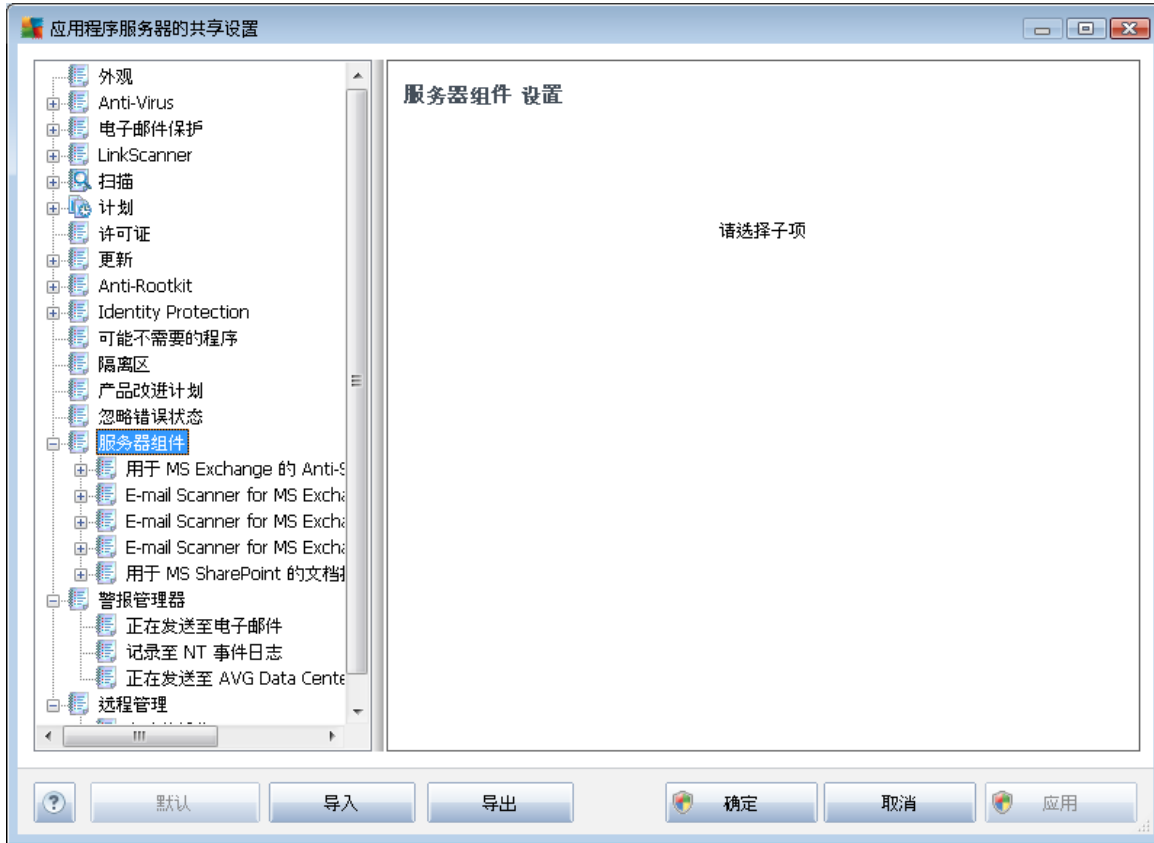 应用程序服务器的共享设置
外观
Anti-Virus
电子邮件保护
LinkScanner
扫描
计划
许可证
更新
Anti-Rootkit
Identity Protection
可能不需要的程序
隔离区
产品改进计划
忽略错误状态
服务器组件
用于 MS Exchange 的 Anti-S
E-mail Scanner for MS Excha
E-mail Scanner for MS Excha
E-mail Scanner for MS Excha
用于 MS SharePoint 的文档
警报管理器
正在发送至电子邮件
记录至 NT 事件日志
正在发送至 AVG Data Cente
远程管理
服务器组件 设置
请选择子项
默认
导入
导出
确定
取消
应用